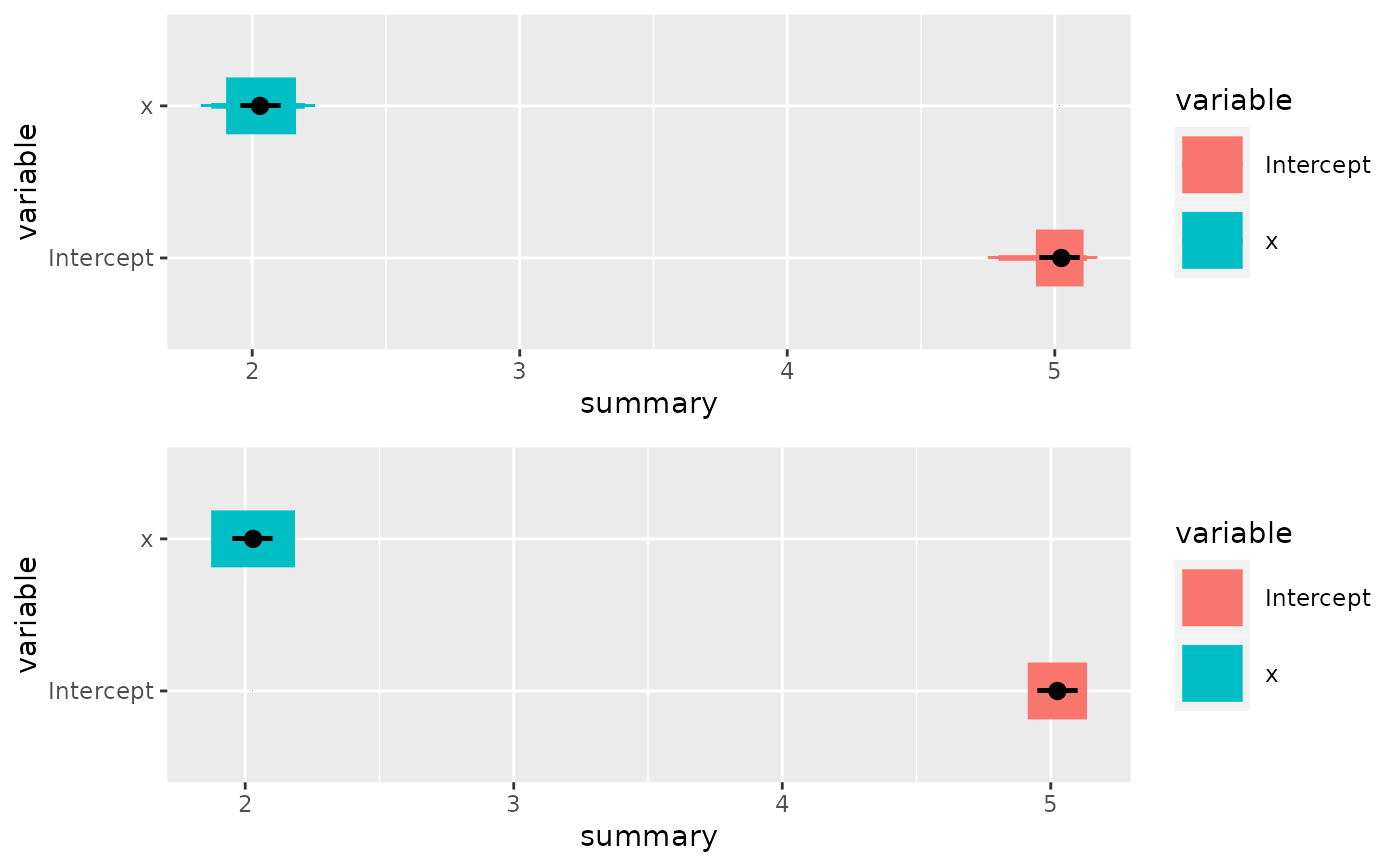 variable
x
Intercept
2 3 4 5
summary
variable
Intercept
x
variable
x
Intercept
2 3 4 5
summary
variable
Intercept
x